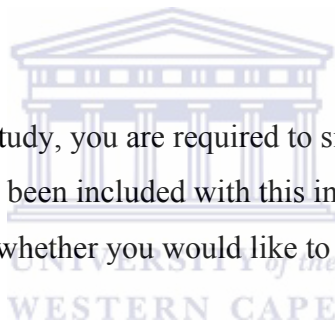 tudy, you are required to si
been included with this in
whether you would like to
UNIVERSITY of the
WESTERN CAPE